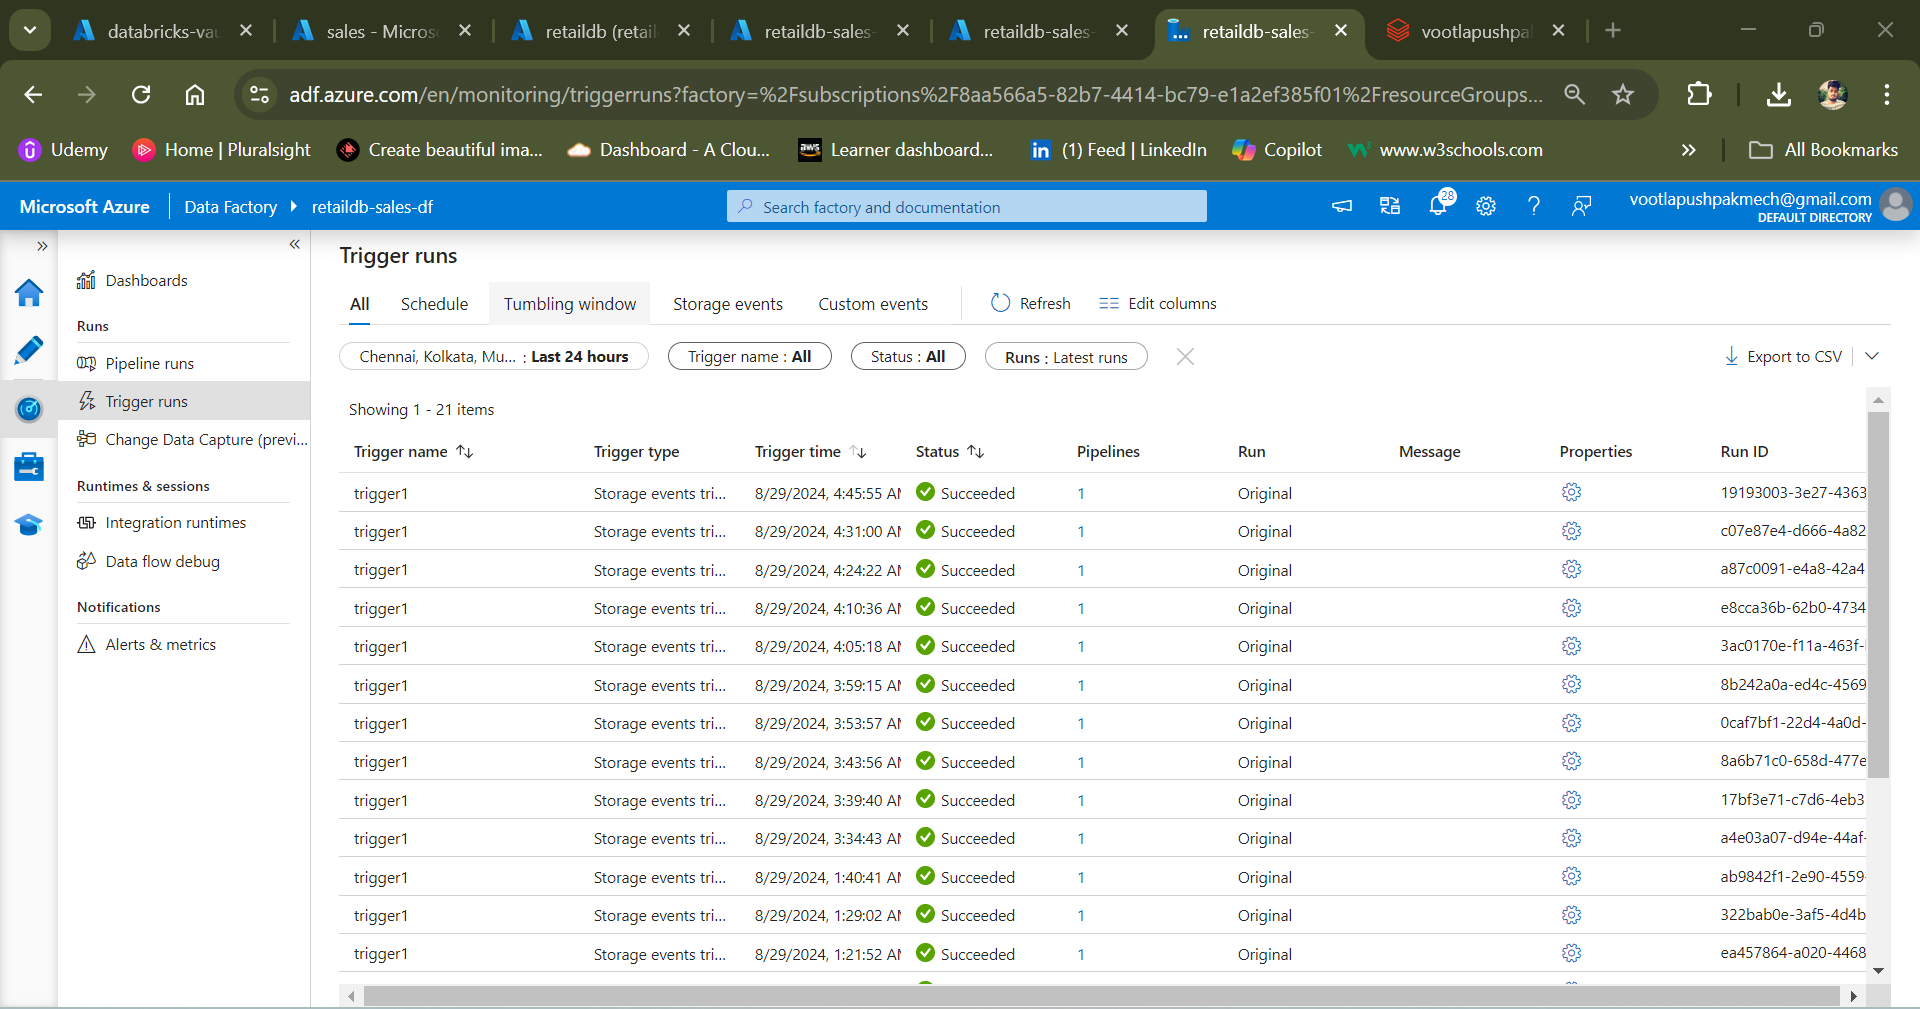 databricks-vau
sales - Micros
retaildb (retail
retaildb-sales-
retaildb-sales-
retaildb-sales-
vootlapushpak
adf.azure.com/en/monitoring/triggerruns?factory=%2Fsubscriptions%2F8aa566a5-82b7-4414-bc79-e1a2ef385f01%2FresourceGroups...
Udemy
Home | Pluralsight
Create beautiful ima...
Dashboard - A Clou...
aws
Learner dashboard...
in
(1) Feed | LinkedIn
Copilot
www.w3schools.com
All Bookmarks
Microsoft Azure
Data Factory
retaildb-sales-df
Search factory and documentation
28
vootlapushpakmech@gmail.com
DEFAULT DIRECTORY
Dashboards
Runs
Pipeline runs
Trigger runs
Change Data Capture (previ...
Runtimes & sessions
Integration runtimes
Data flow debug
Notifications
Alerts & metrics
Trigger runs
All Schedule Tumbling window Storage events Custom events Refresh Edit columns
Chennai, Kolkata, Mu... : Last 24 hours Trigger name : All Status : All Runs : Latest runs Export to CSV
Showing 1 - 21 items
Trigger name Trigger type Trigger time Status Pipelines Run Message Properties Run ID
trigger1 Storage events tri... 8/29/2024, 4:45:55 AM Succeeded 1 Original 19193003-3e27-4363
trigger1 Storage events tri... 8/29/2024, 4:31:00 AM Succeeded 1 Original c07e87e4-d666-4a82
trigger1 Storage events tri... 8/29/2024, 4:24:22 AM Succeeded 1 Original a87c0091-e4a8-42a4
trigger1 Storage events tri... 8/29/2024, 4:10:36 AM Succeeded 1 Original e8cca36b-62b0-4734
trigger1 Storage events tri... 8/29/2024, 4:05:18 AM Succeeded 1 Original 3ac0170e-f11a-463f-
trigger1 Storage events tri... 8/29/2024, 3:59:15 AM Succeeded 1 Original 8b242a0a-ed4c-4569
trigger1 Storage events tri... 8/29/2024, 3:53:57 AM Succeeded 1 Original 0caf7bf1-22d4-4a0d-
trigger1 Storage events tri... 8/29/2024, 3:43:56 AM Succeeded 1 Original 8a6b71c0-658d-477e
trigger1 Storage events tri... 8/29/2024, 3:39:40 AM Succeeded 1 Original 17bf3e71-c7d6-4eb3
trigger1 Storage events tri... 8/29/2024, 3:34:43 AM Succeeded 1 Original a4e03a07-d94e-44af-
trigger1 Storage events tri... 8/29/2024, 1:40:41 AM Succeeded 1 Original ab9842f1-2e90-4559-
trigger1 Storage events tri... 8/29/2024, 1:29:02 AM Succeeded 1 Original 322bab0e-3af5-4d4b
trigger1 Storage events tri... 8/29/2024, 1:21:52 AM Succeeded 1 Original ea457864-a020-4468